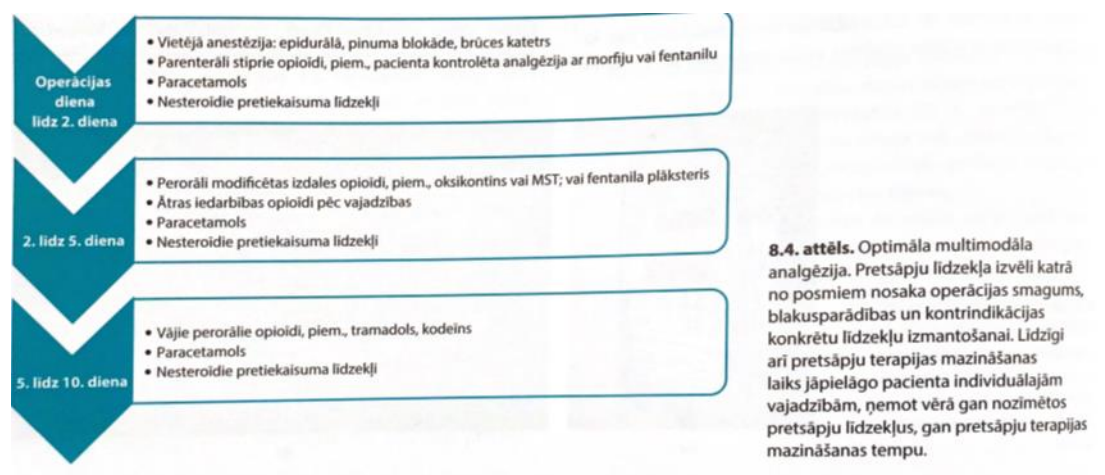 Operācijas
diena
līdz 2. diena
• Vietējā anestēzija: epidurālā, pinuma blokāde, brūces katetrs
• Parenterāli stiprie opioīdi, piem., pacienta kontrolēta analgēzija ar morfiju vai fentanilu
• Paracetamols
• Nesteroīdie pretiekaisuma līdzekļi
2. līdz 5. diena
• Perorāli modificētas izdales opioīdi, piem., oksikontīns vai MST; vai fentanila plāksteris
• Ātras iedarbības opioīdi pēc vajadzības
• Paracetamols
• Nesteroīdie pretiekaisuma līdzekļi
5. līdz 10. diena
• Vājie perorālie opioīdi, piem., tramadols, kodeīns
• Paracetamols
• Nesteroīdie pretiekaisuma līdzekļi
8.4. attēls. Optimāla multimodāla
analgēzija. Pretsāpju līdzekļa izvēli katrā
no posmiem nosaka operācijas smagums,
blakusparādības un kontrindikācijas
konkrētu līdzekļu izmantošanai. Līdzīgi
arī pretsāpju terapijas mazināšanas
laiks jāpielāgo pacienta individuālajām
vajadzībām, ņemot vērā gan nozīmētos
pretsāpju līdzekļus, gan pretsāpju terapijas
mazināšanas tempu.